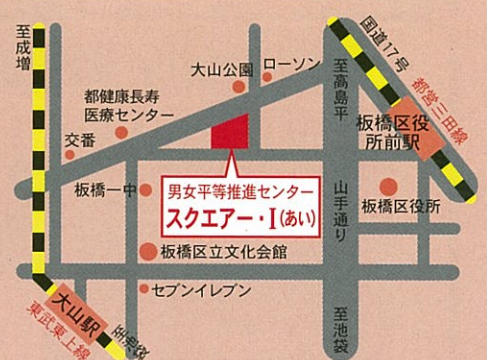 至成増
大山公園
ローソン
至高島平
国道17号
都営三田線
都健康長寿
医療センター
交番
板橋区役
所前駅
板橋一中
男女平等推進センター
スクエアー・I(あい)
山手通り
板橋区役所
板橋区立文化会館
セブンイレブン
大山駅
東武東上線
至池袋
至池袋